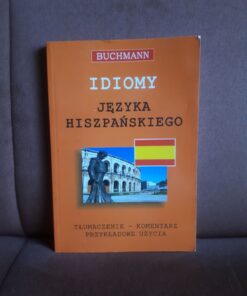 BUCHMANN
IDIOMY
JĘZYKA
HISZPAŃSKIEGO
TŁUMACZENIE – KOMENTARZ
PRZYKŁADOWE UŻYCIA